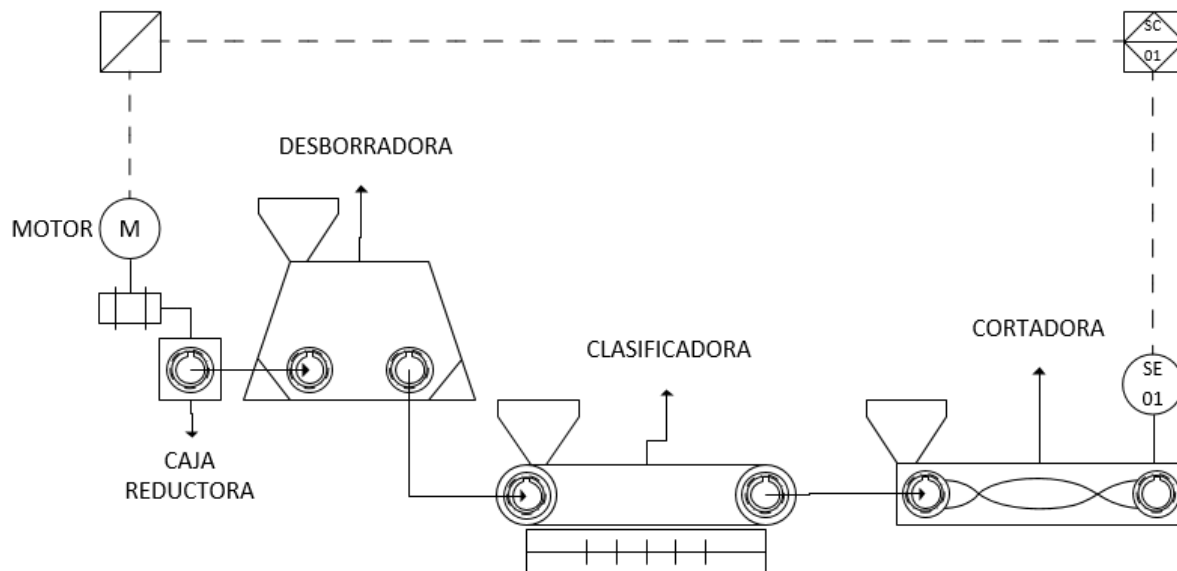 SC
01
DESBORRADORA
MOTOR
M
CLASIFICADORA
CORTADORA
SE
01
CAJA
REDUCTORA